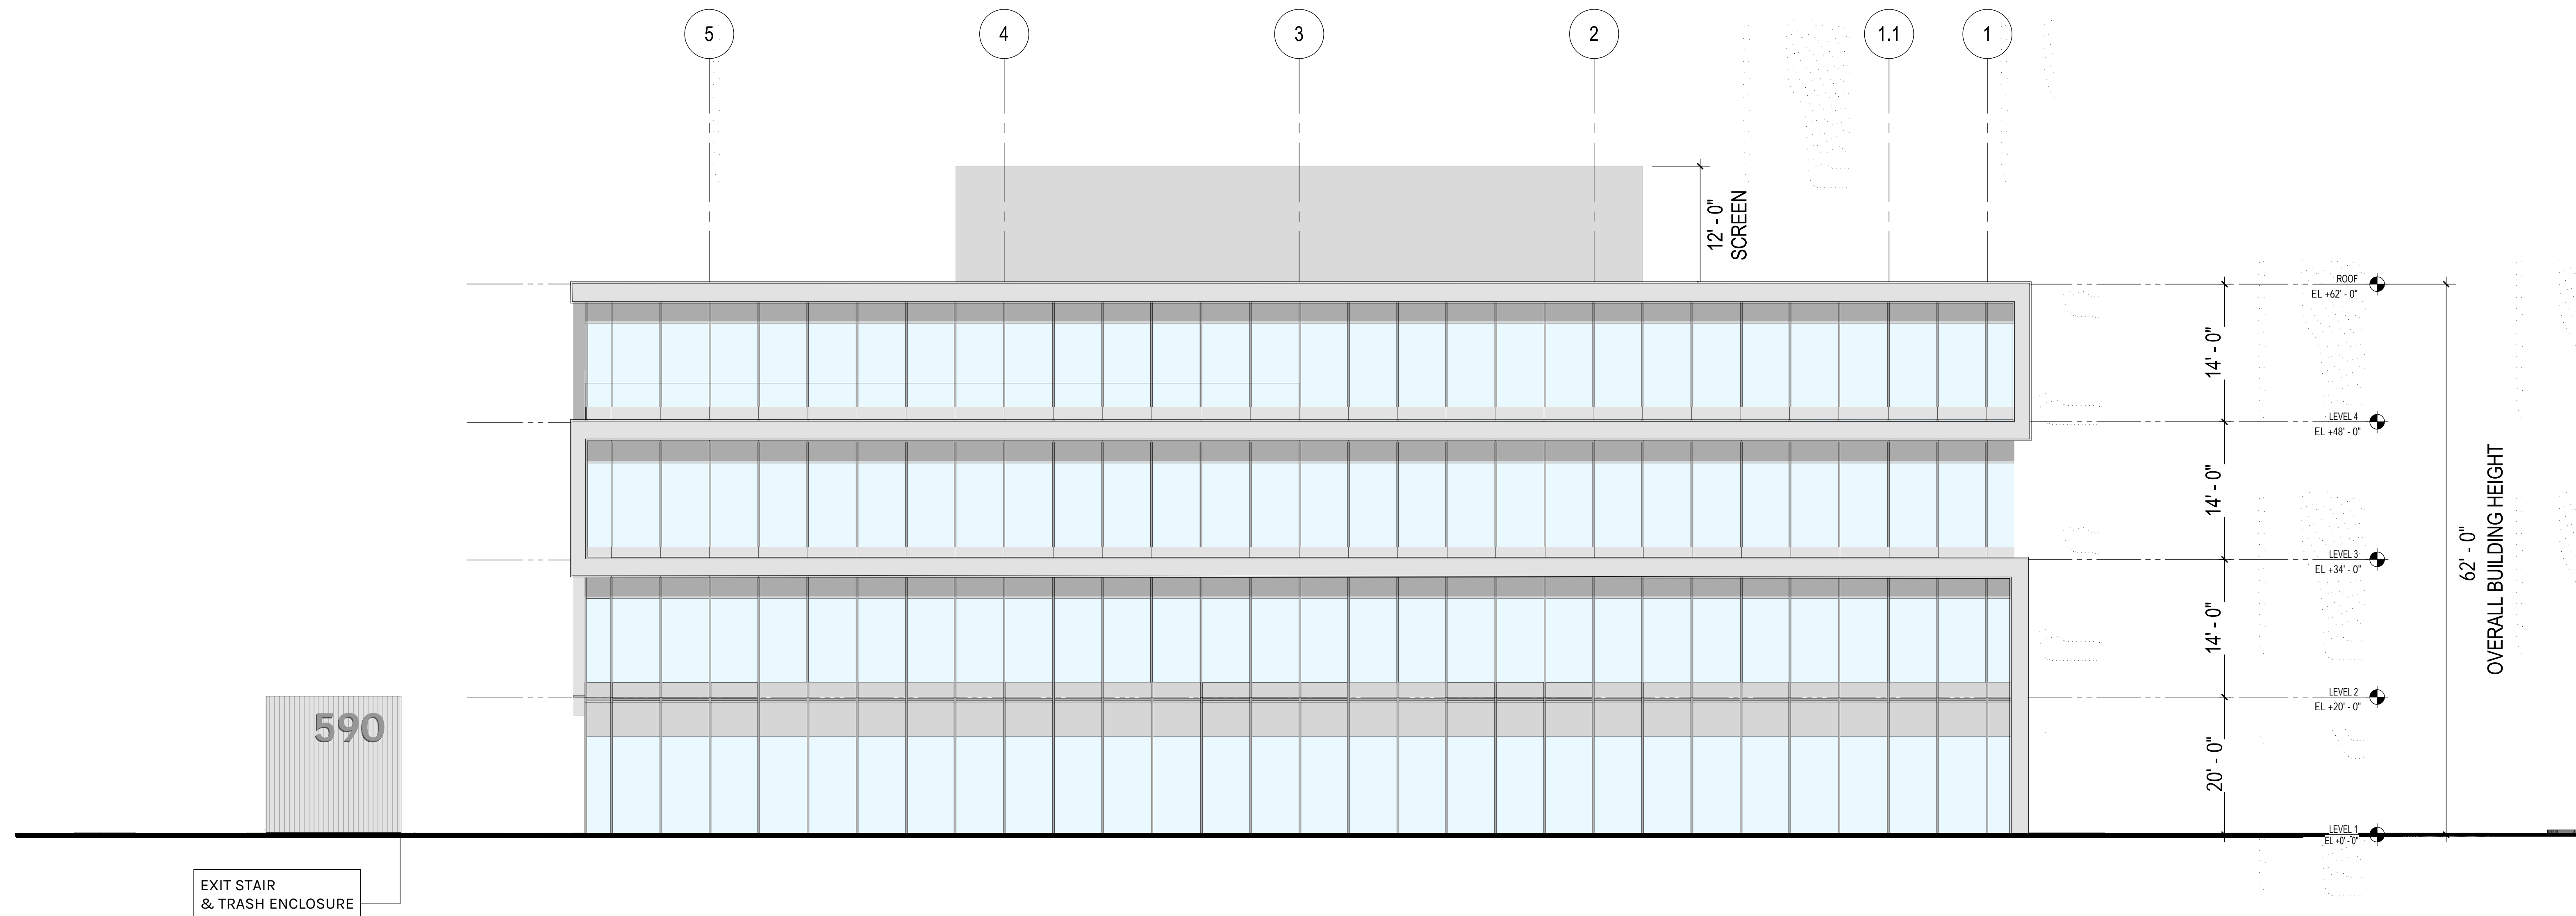 5
4
3
2
1.1
1
12' - 0"
SCREEN
ROOF
EL +62' - 0"
14' - 0"
LEVEL 4
EL +48' - 0"
14' - 0"
LEVEL 3
EL +34' - 0"
62' - 0"
OVERALL BUILDING HEIGHT
14' - 0"
LEVEL 2
EL +20' - 0"
590
20' - 0"
LEVEL 1
EL +0' - 0"
EXIT STAIR
& TRASH ENCLOSURE